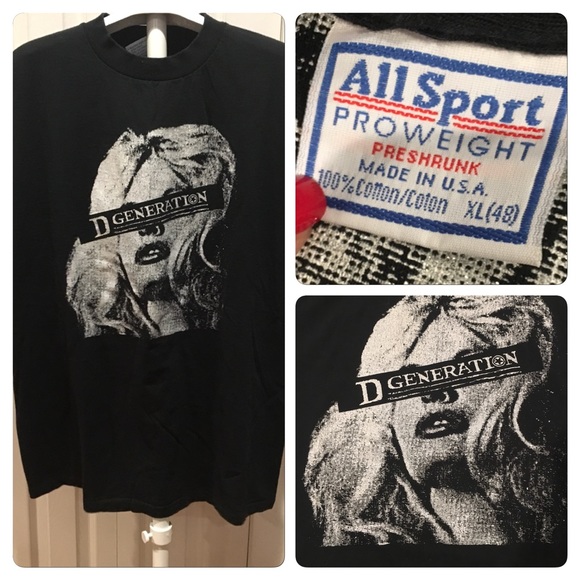 D GENERATION
All Sport
PROWEIGHT
PRESHRUNK
MADE IN U.S.A.
100% Cotton/Coton XL(48)
D GENERATION